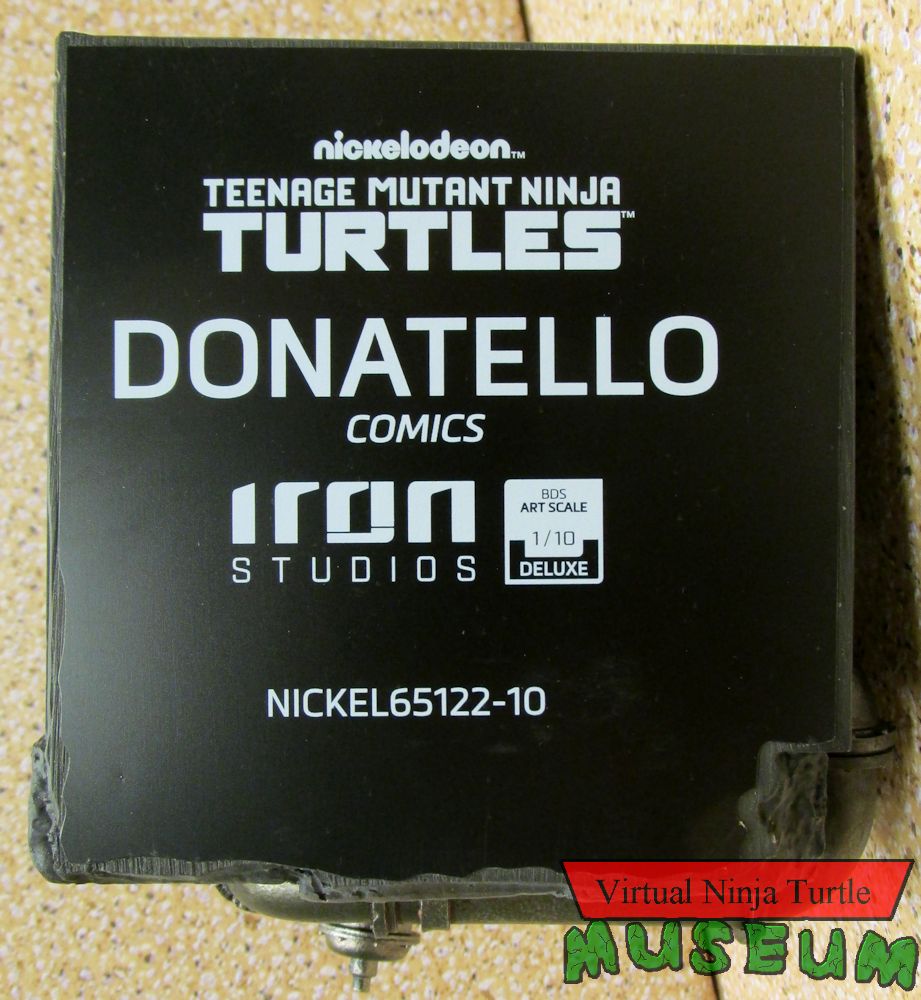 nickelodeon™
TEENAGE MUTANT NINJA
TURTLES™
DONATELLO
COMICS
IRON
STUDIOS
BDS
ART SCALE
1/10
DELUXE
NICKEL65122-10
Virtual Ninja Turtle
MUSEUM